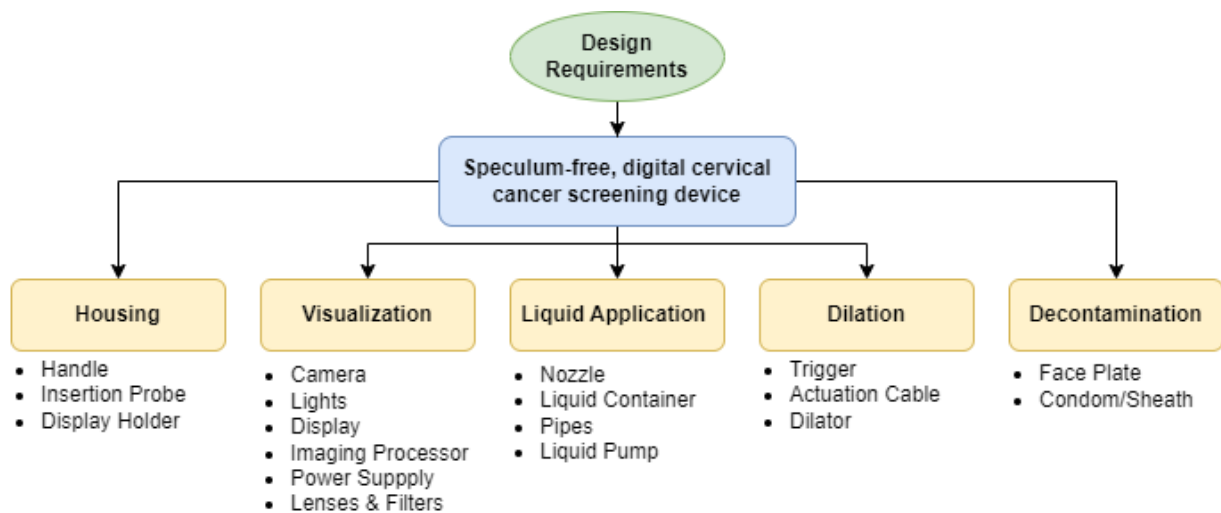 Design
Requirements
Speculum-free, digital cervical
cancer screening device
Housing
• Handle
• Insertion Probe
• Display Holder
Visualization
• Camera
• Lights
• Display
• Imaging Processor
• Power Suppply
• Lenses & Filters
Liquid Application
• Nozzle
• Liquid Container
• Pipes
• Liquid Pump
Dilation
• Trigger
• Actuation Cable
• Dilator
Decontamination
• Face Plate
• Condom/Sheath